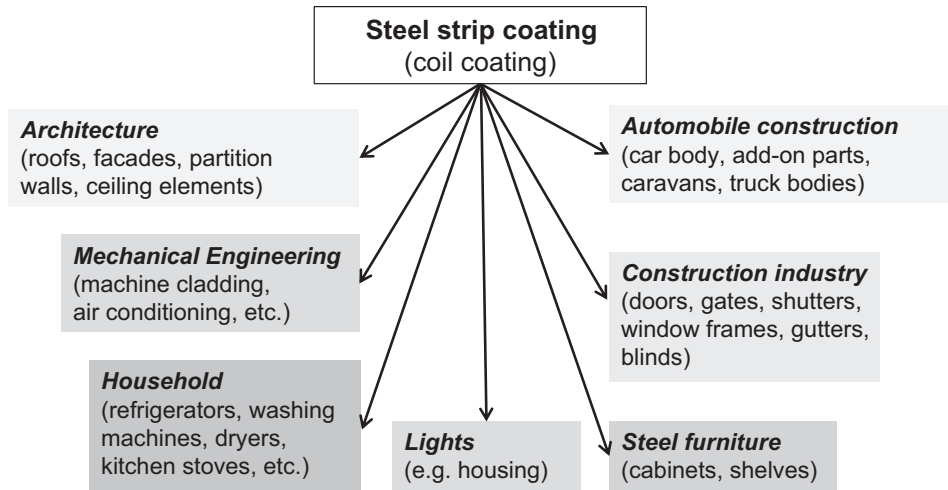 Steel strip coating
(coil coating)
Architecture
(roofs, facades, partition
walls, ceiling elements)
Automobile construction
(car body, add-on parts,
caravans, truck bodies)
Mechanical Engineering
(machine cladding,
air conditioning, etc.)
Construction industry
(doors, gates, shutters,
window frames, gutters,
blinds)
Household
(refrigerators, washing
machines, dryers,
kitchen stoves, etc.)
Lights
(e.g. housing)
Steel furniture
(cabinets, shelves)